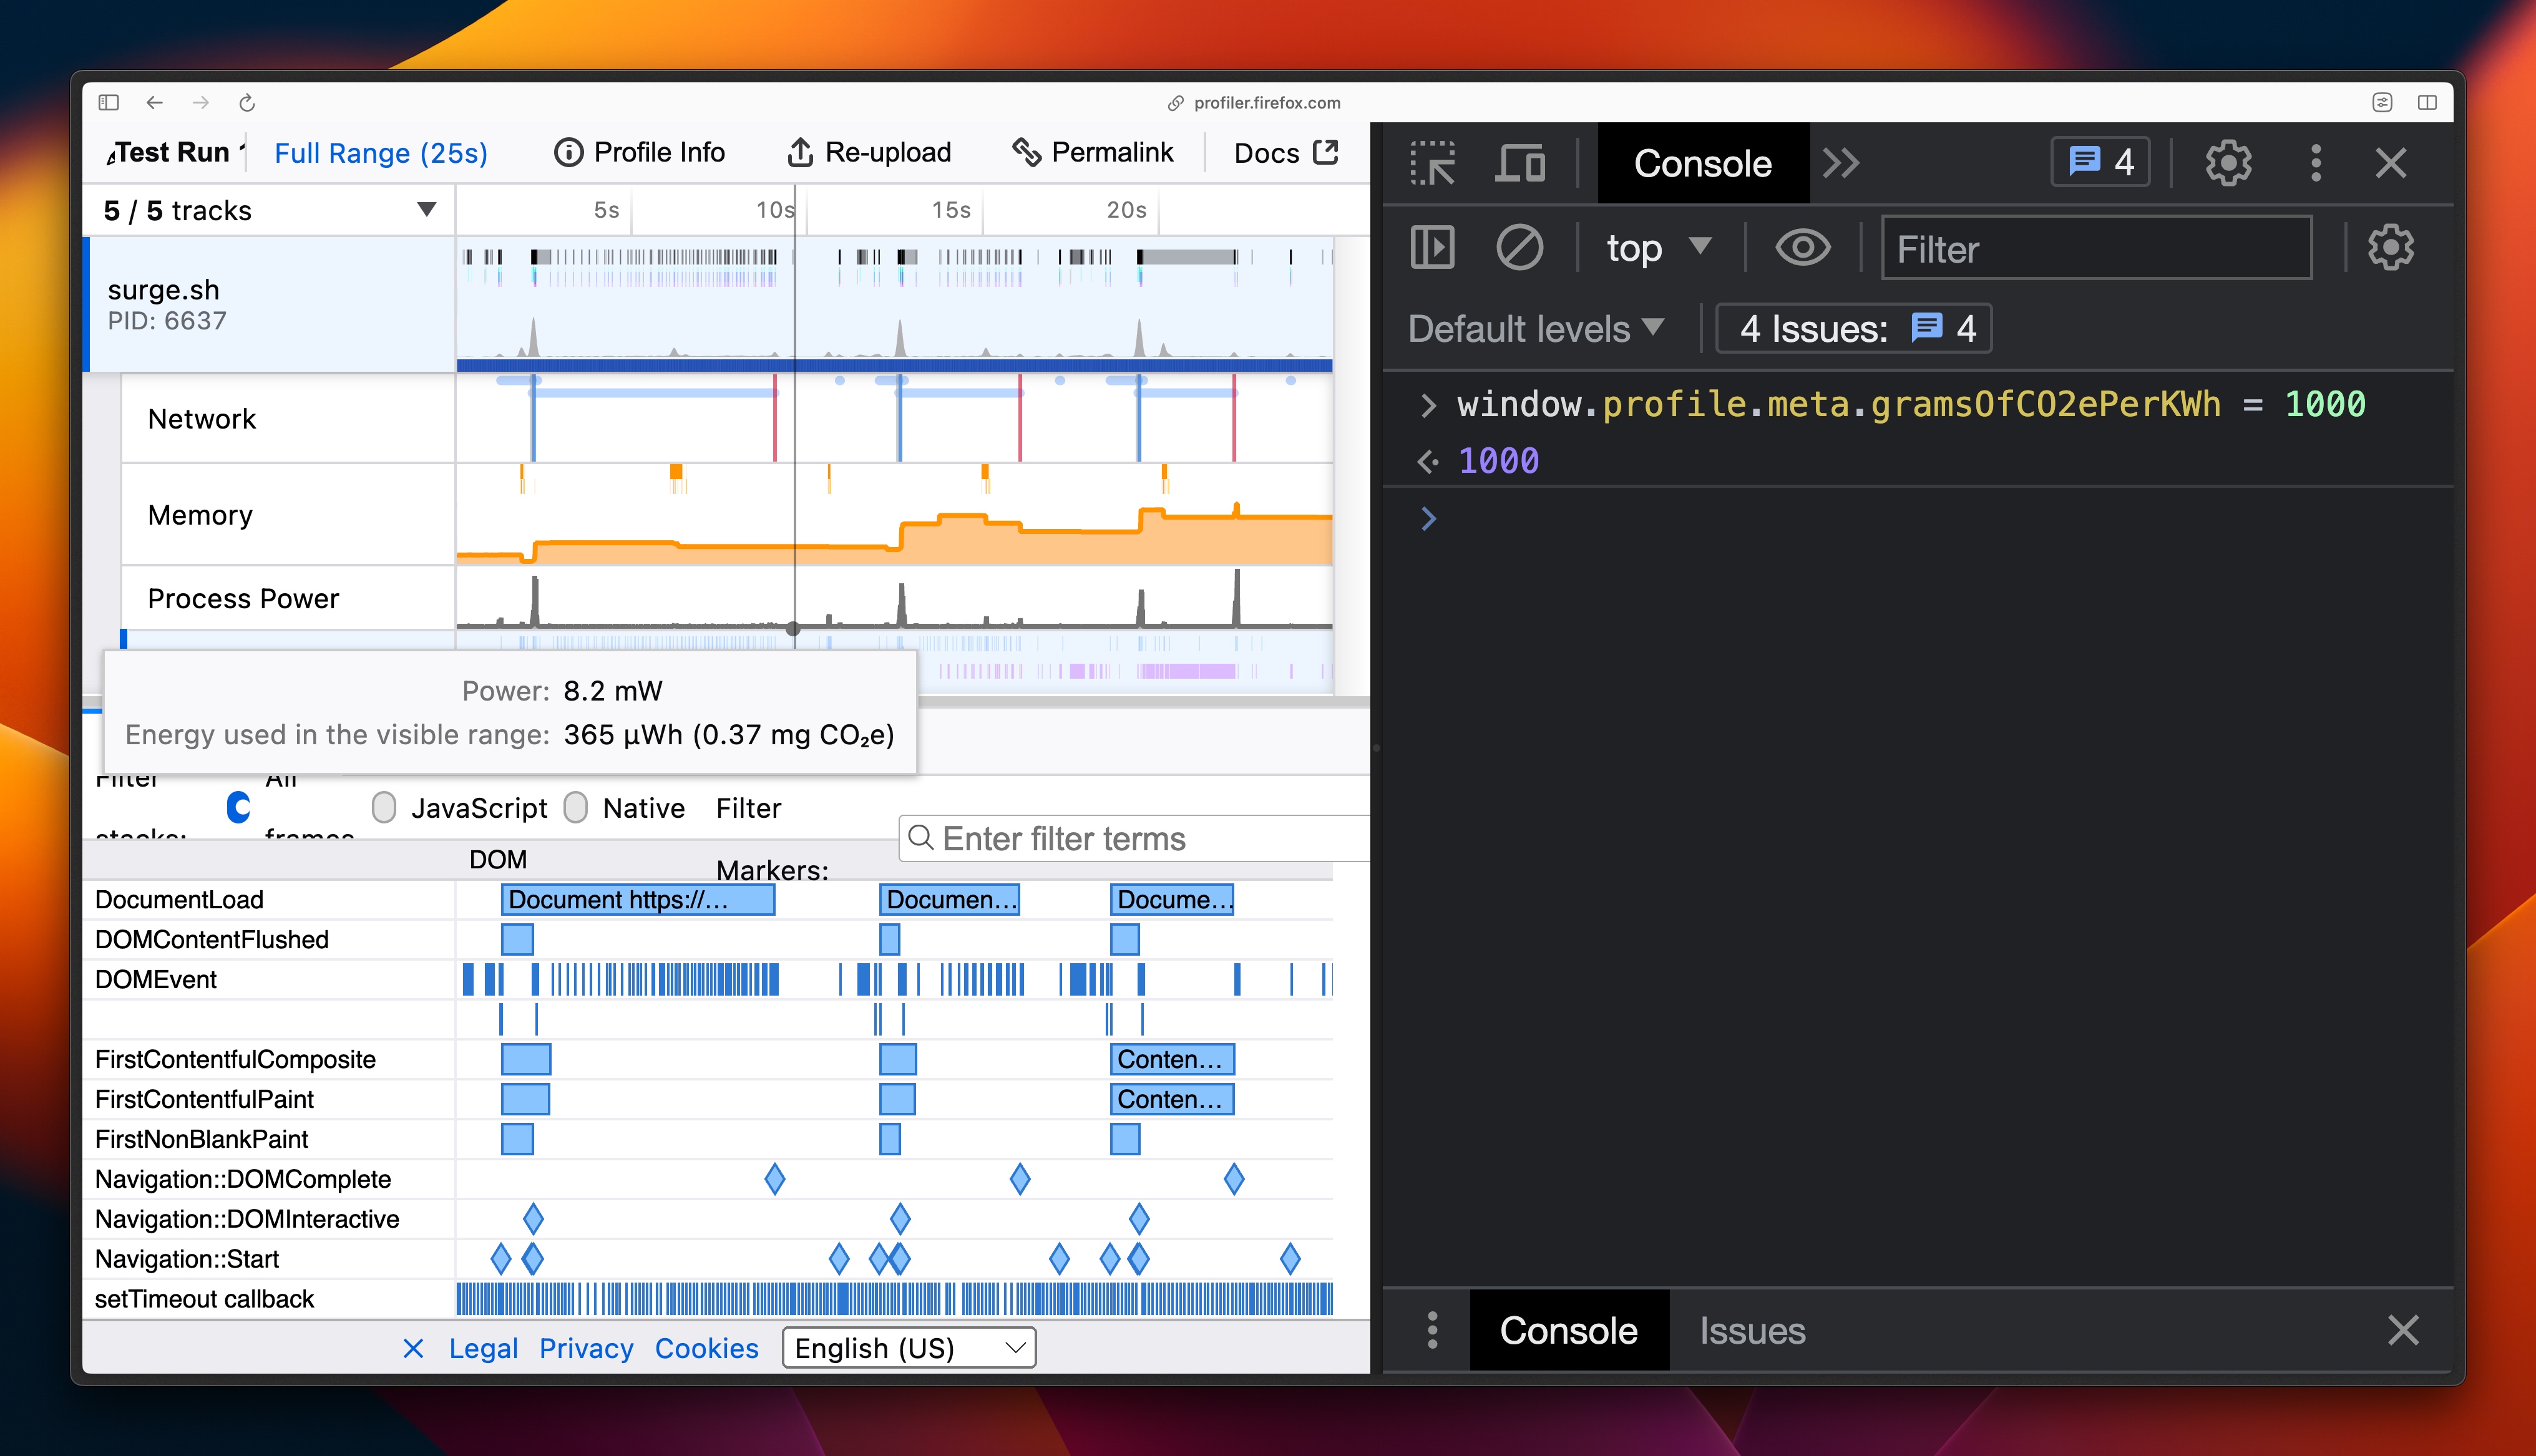 profiler.firefox.com
Test Run
Full Range (25s)
Profile Info
Re-upload
Permalink
Docs
5 / 5 tracks
5s
10s
15s
20s
surge.sh
PID: 6637
Network
Memory
Process Power
Power: 8.2 mW
Energy used in the visible range: 365 μWh (0.37 mg CO₂e)
Filter
All
stacks:
frames
JavaScript
Native
Filter
Markers:
Enter filter terms
DOM
DocumentLoad
Document https://…
Documen…
Docume…
DOMContentFlushed
DOMEvent
FirstContentfulComposite
Conten…
FirstContentfulPaint
Conten…
FirstNonBlankPaint
Navigation::DOMComplete
Navigation::DOMInteractive
Navigation::Start
setTimeout callback
Legal
Privacy
Cookies
English (US)
Console
4
top
Filter
Default levels
4 Issues: 4
window.profile.meta.gramsOfCO2ePerKWh = 1000
1000
Console
Issues